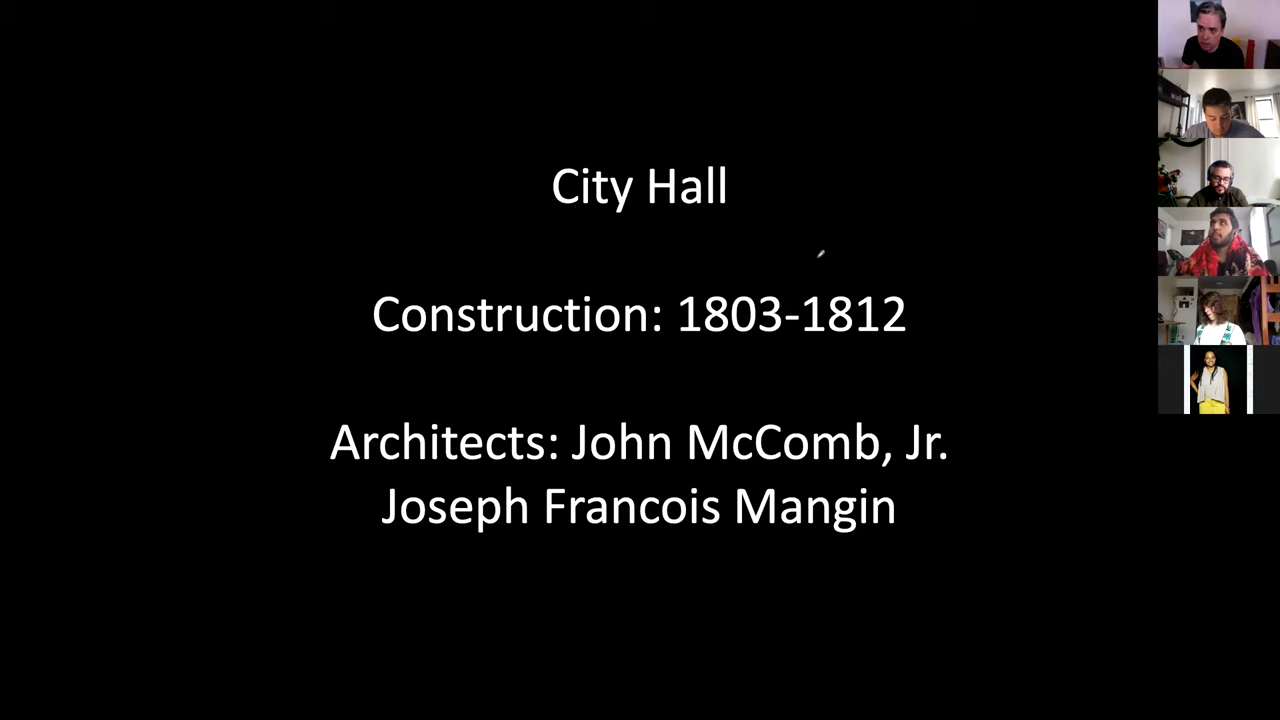 City Hall
Construction: 1803-1812
Architects: John McComb, Jr.
Joseph Francois Mangin